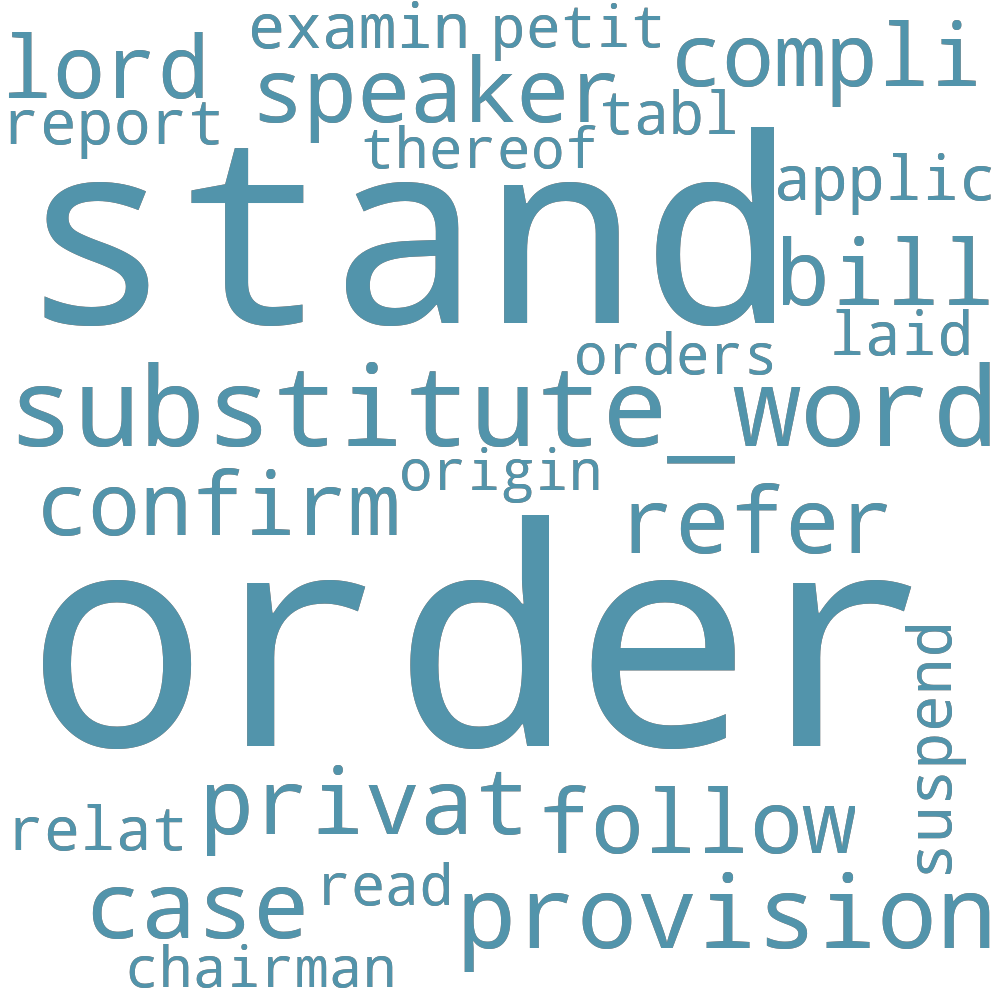 examin petit
lord compli
speaker
report tabl
thereof
stand applic
bill
laid
orders
substitute_word
origin
confirm refer
order
suspend
privat follow
relat
case read provision
chairman